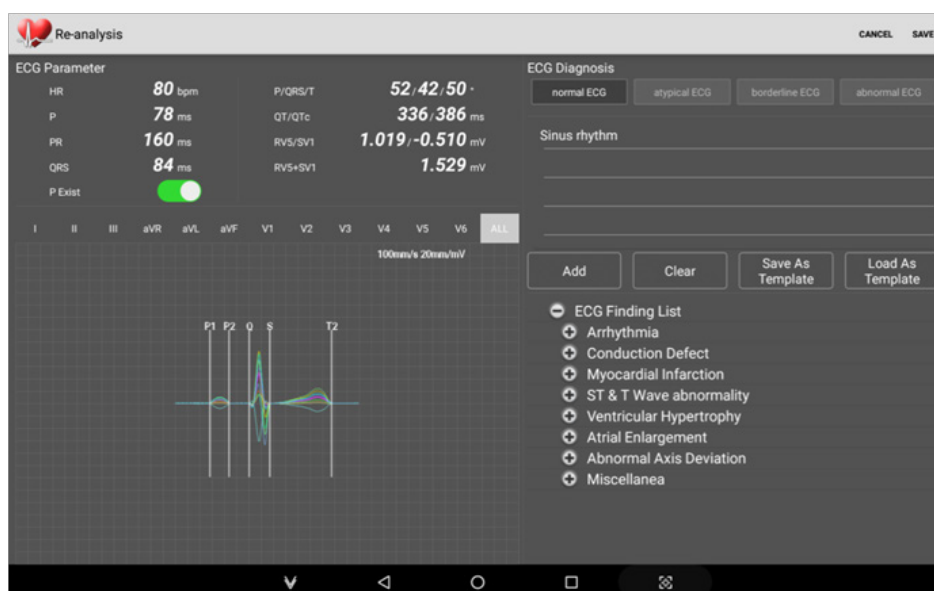 Re-analysis
CANCEL SAVE
ECG Parameter
HR 80 bpm P/QRS/T 52/42/50 °
P 78 ms QT/QTc 336/386 ms
PR 160 ms RV5/SV1 1.019/-0.510 mV
QRS 84 ms RV5+SV1 1.529 mV
P Exist
I II III aVR aVL aVF V1 V2 V3 V4 V5 V6 ALL
100mm/s 20mm/mV
P1 P2 Q S T2
ECG Diagnosis
normal ECG atypical ECG borderline ECG abnormal ECG
Sinus rhythm
Add Clear Save As Template Load As Template
ECG Finding List
Arrhythmia
Conduction Defect
Myocardial Infarction
ST & T Wave abnormality
Ventricular Hypertrophy
Atrial Enlargement
Abnormal Axis Deviation
Miscellanea